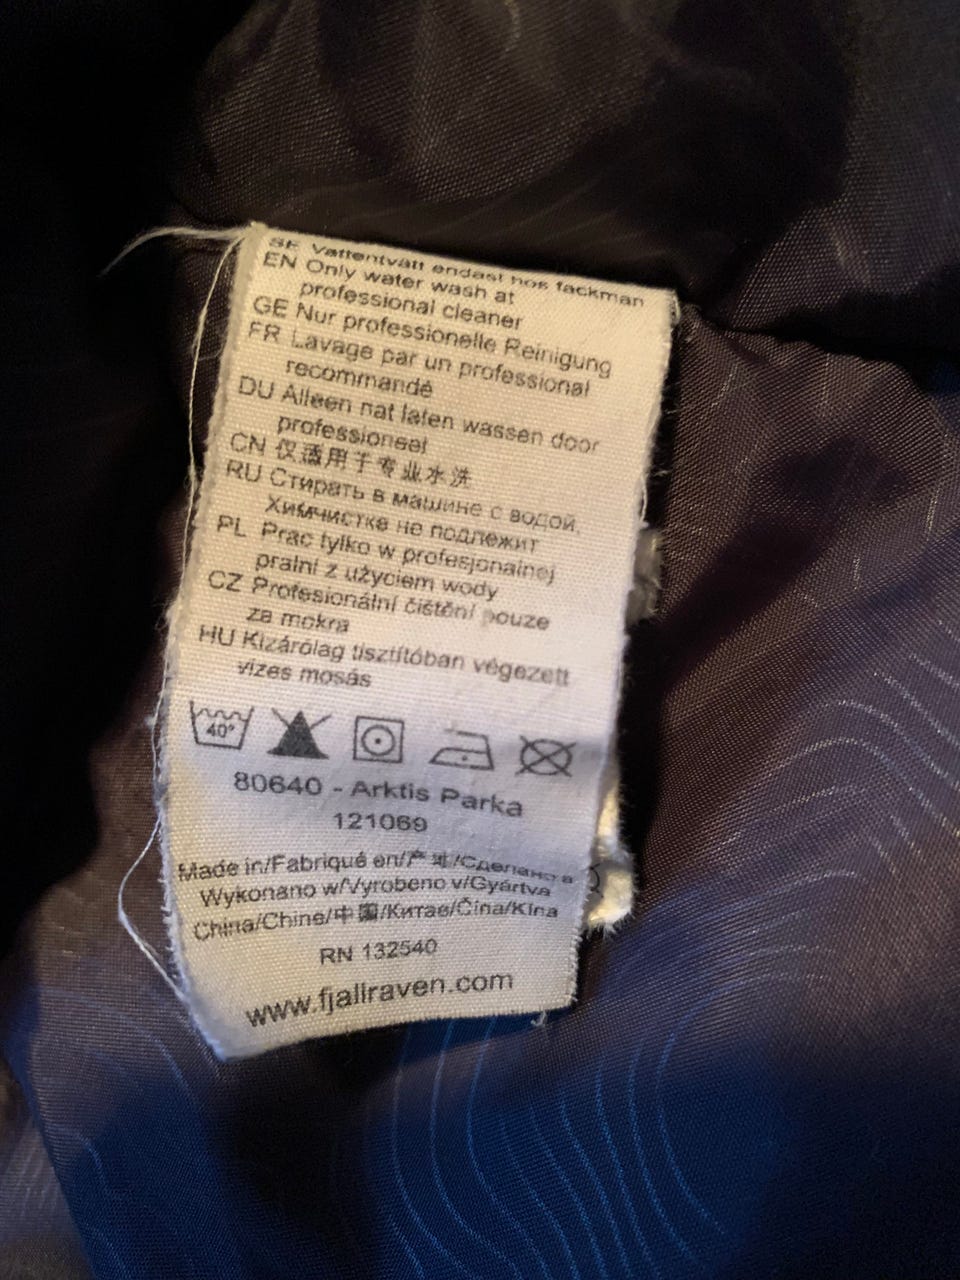 SE Vattentvätt endast hos fackman
EN Only water wash at
professional cleaner
GE Nur professionelle Reinigung
FR Lavage par un professional
recommandé
DU Alleen nat laten wassen door
professioneel
CN 仅适用于专业水洗
RU Стирать в машине с водой,
Химчистке не подлежит
PL Prac tylko w profesjonalnej
pralni z użyciem wody
CZ Profesionální čištění pouze
za mokra
HU Kizárólag tisztítóban végezett
vizes mosás
40°
80640 - Arktis Parka
121069
Made in/Fabriqué en/产地/Сделано в
Wykonano w/Vyrobeno v/Gyártva
China/Chine/中国/Китае/Čína/Kína
RN 132540
www.fjallraven.com